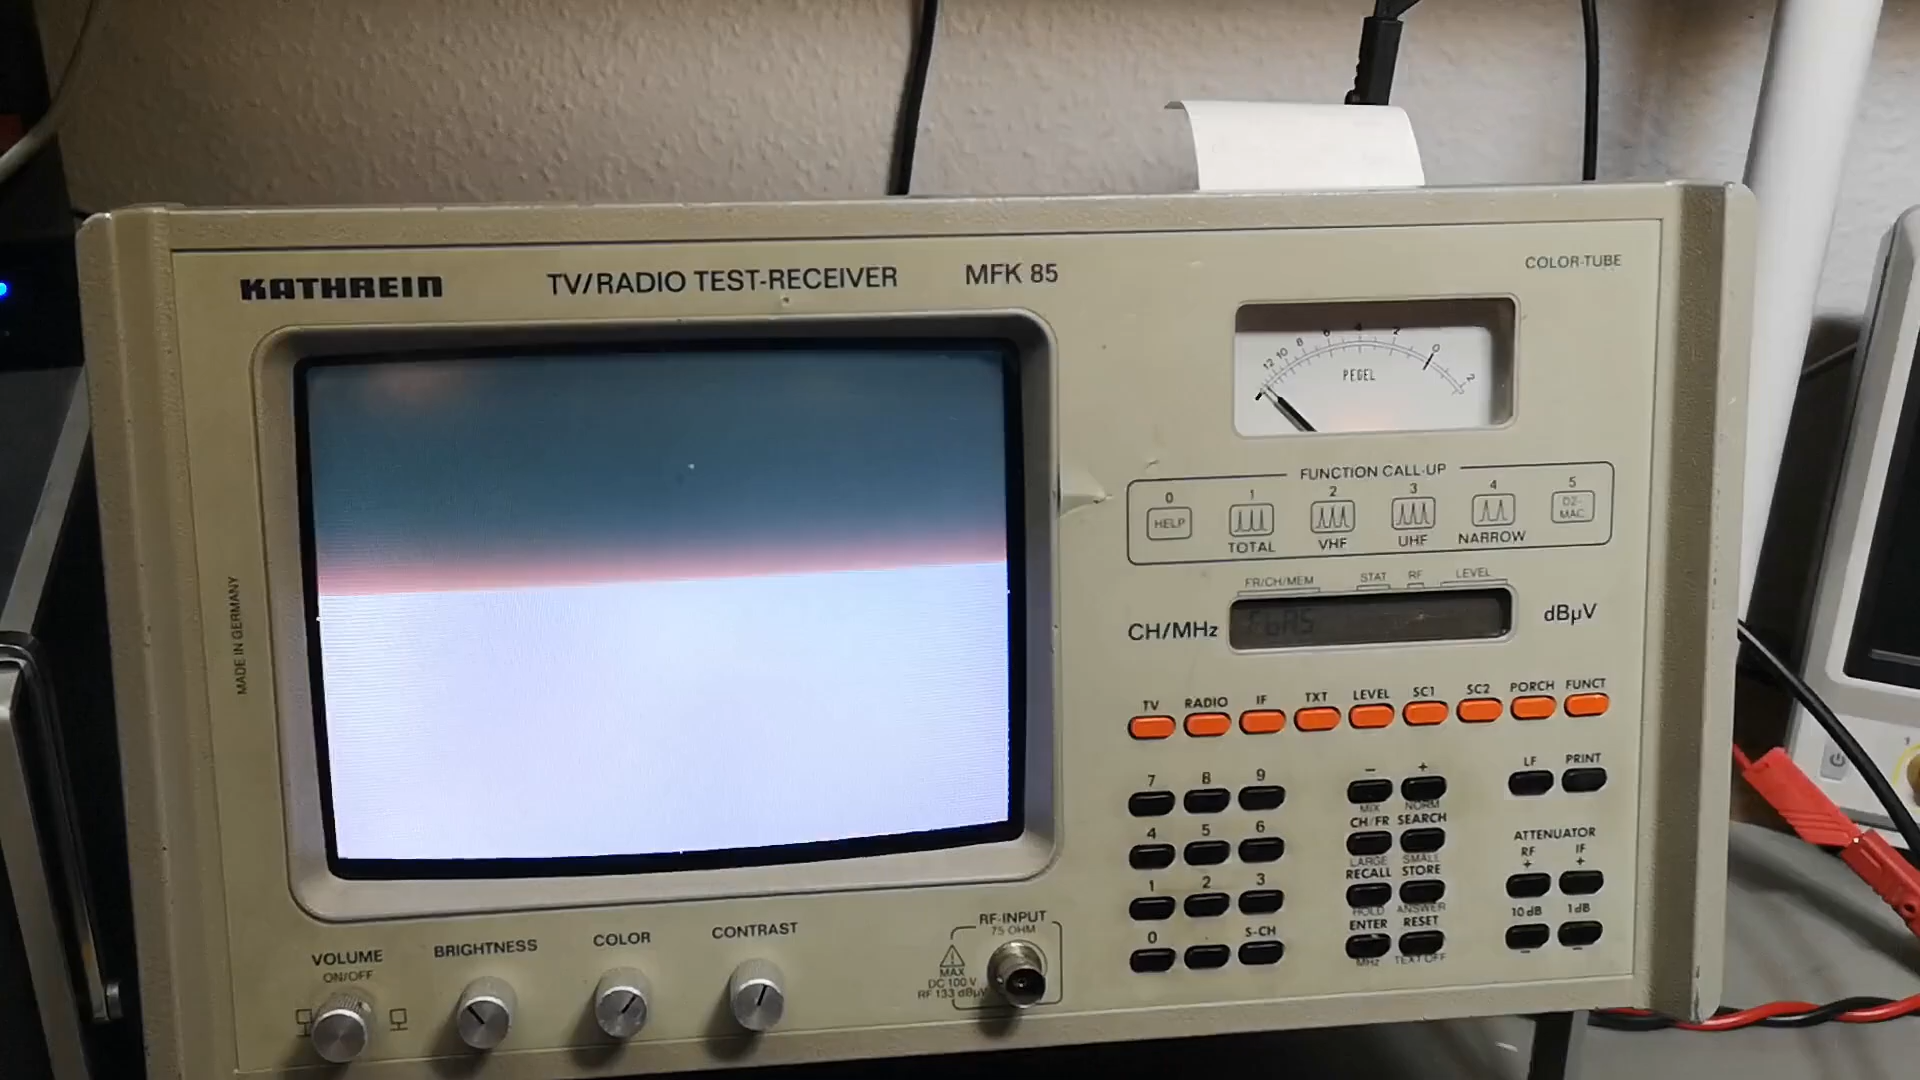 KATHREIN TV/RADIO TEST-RECEIVER MFK 85
COLOR-TUBE
12 10 8 6 4 2 0 2
PEGEL
FUNCTION CALL-UP
0 1 2 3 4 5
HELP
D2-MAC
TOTAL VHF UHF NARROW
FR/CH/MEM STAT RF LEVEL
CH/MHz
dBµV
MADE IN GERMANY
TV RADIO IF TXT LEVEL SC1 SC2 PORCH FUNCT
7 8 9
4 5 6
1 2 3
0 . S-CH
- +
MIX NORM
CH/FR SEARCH
LARGE SMALL
RECALL STORE
HOLD ANSWER
ENTER RESET
MHz TEXT OFF
LF PRINT
ATTENUATOR
RF IF
+ +
10 dB 1 dB
- -
VOLUME
ON/OFF
BRIGHTNESS
COLOR
CONTRAST
RF-INPUT
75 OHM
MAX
DC 100 V
RF 133 dBµV